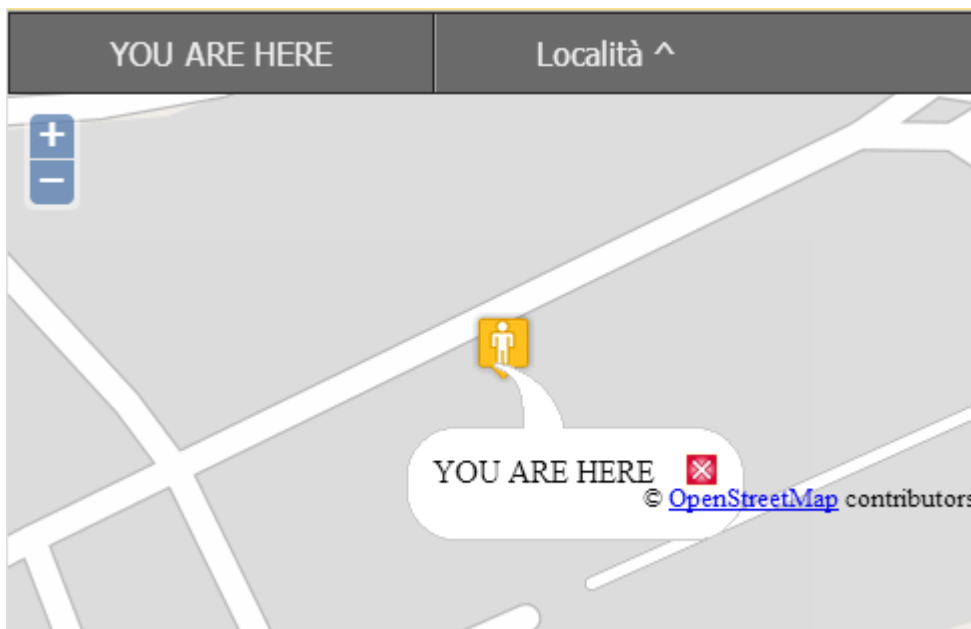 YOU ARE HERE
Località ^
+
−
YOU ARE HERE
© OpenStreetMap contributors